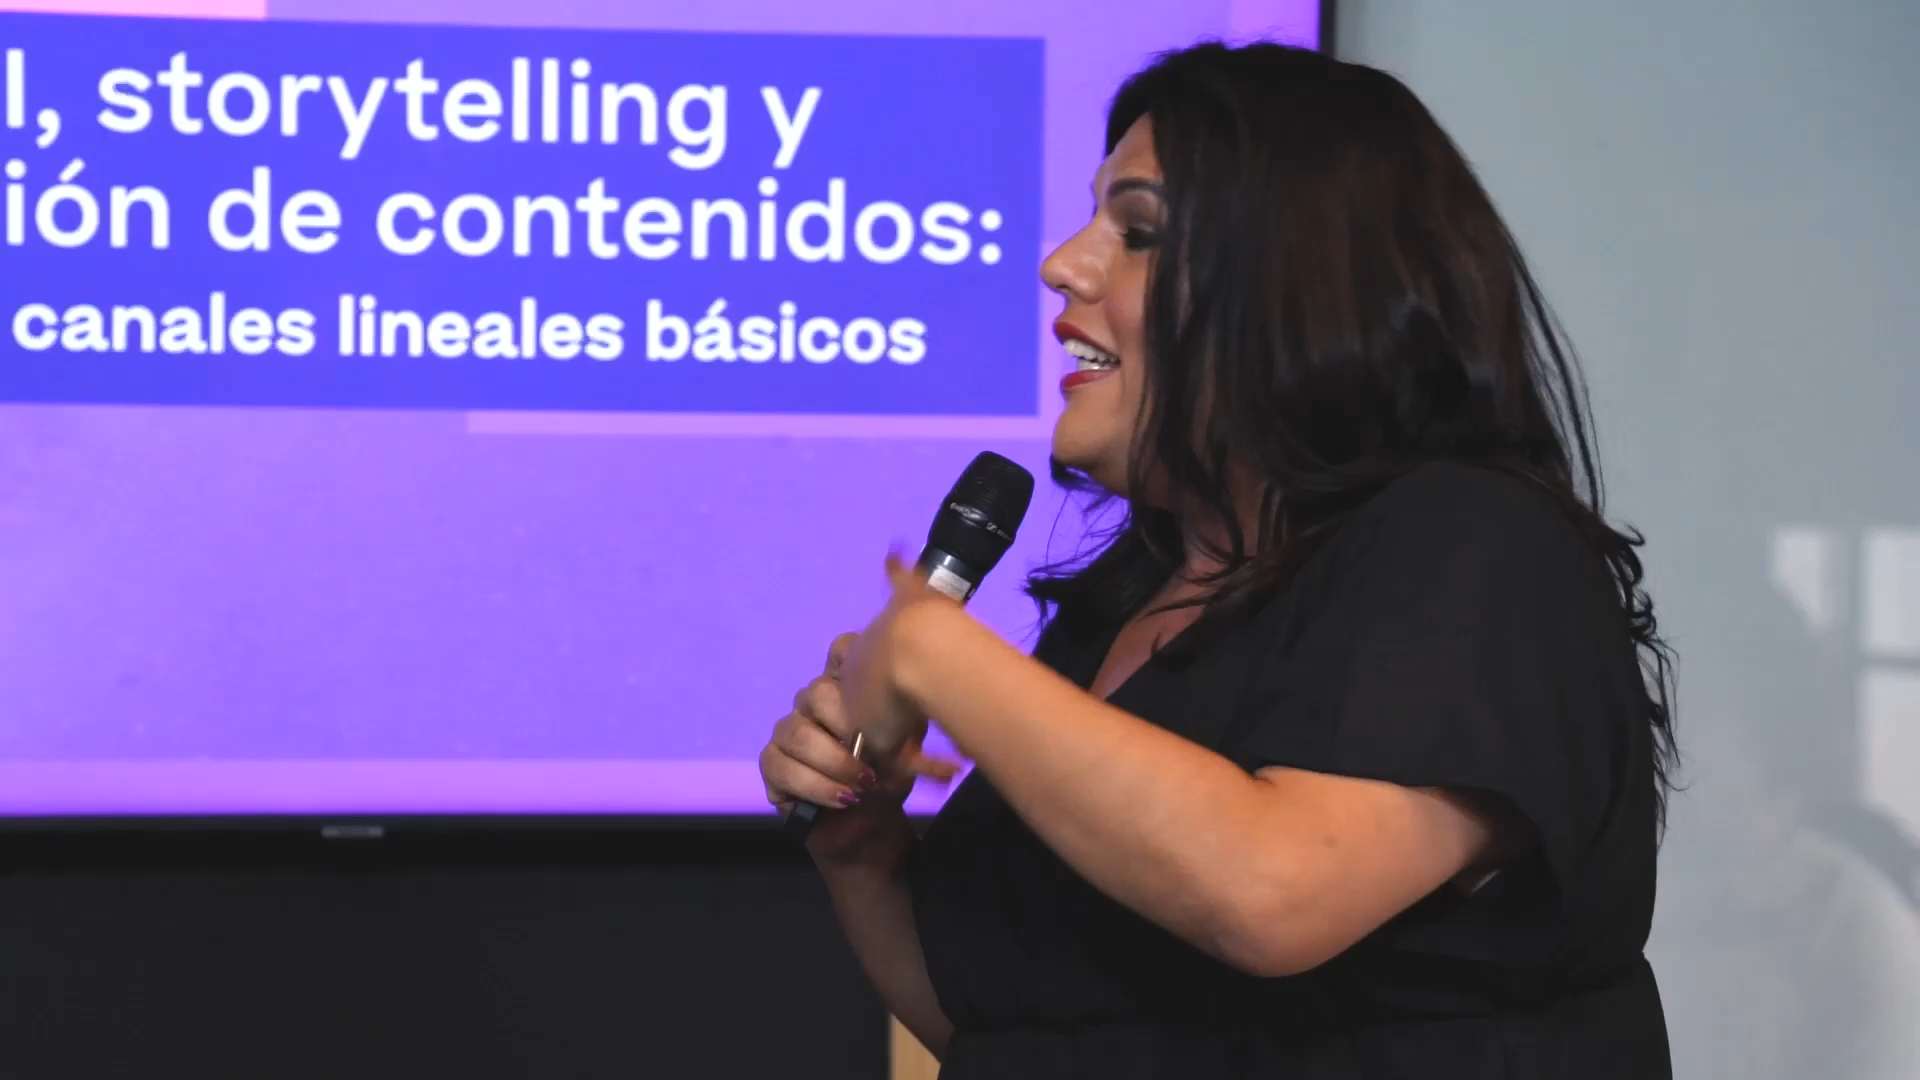 l, storytelling y
ión de contenidos:
canales lineales básicos